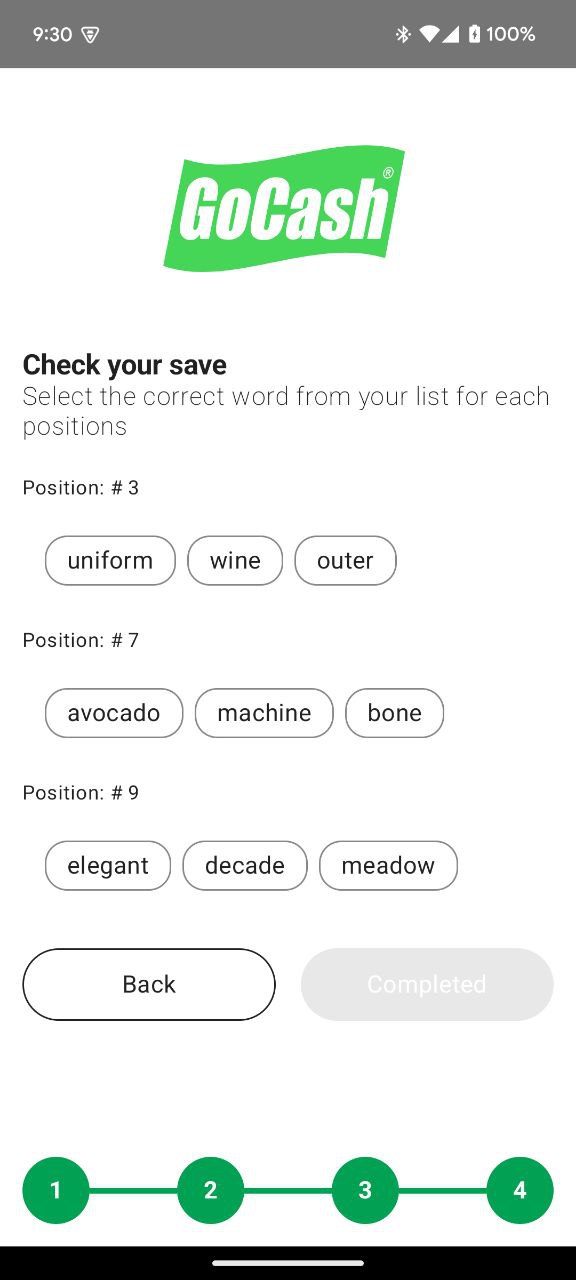 9:30
100%
GoCash®
Check your save
Select the correct word from your list for each
positions
Position: # 3
uniform wine outer
Position: # 7
avocado machine bone
Position: # 9
elegant decade meadow
Back Completed
1 2 3 4